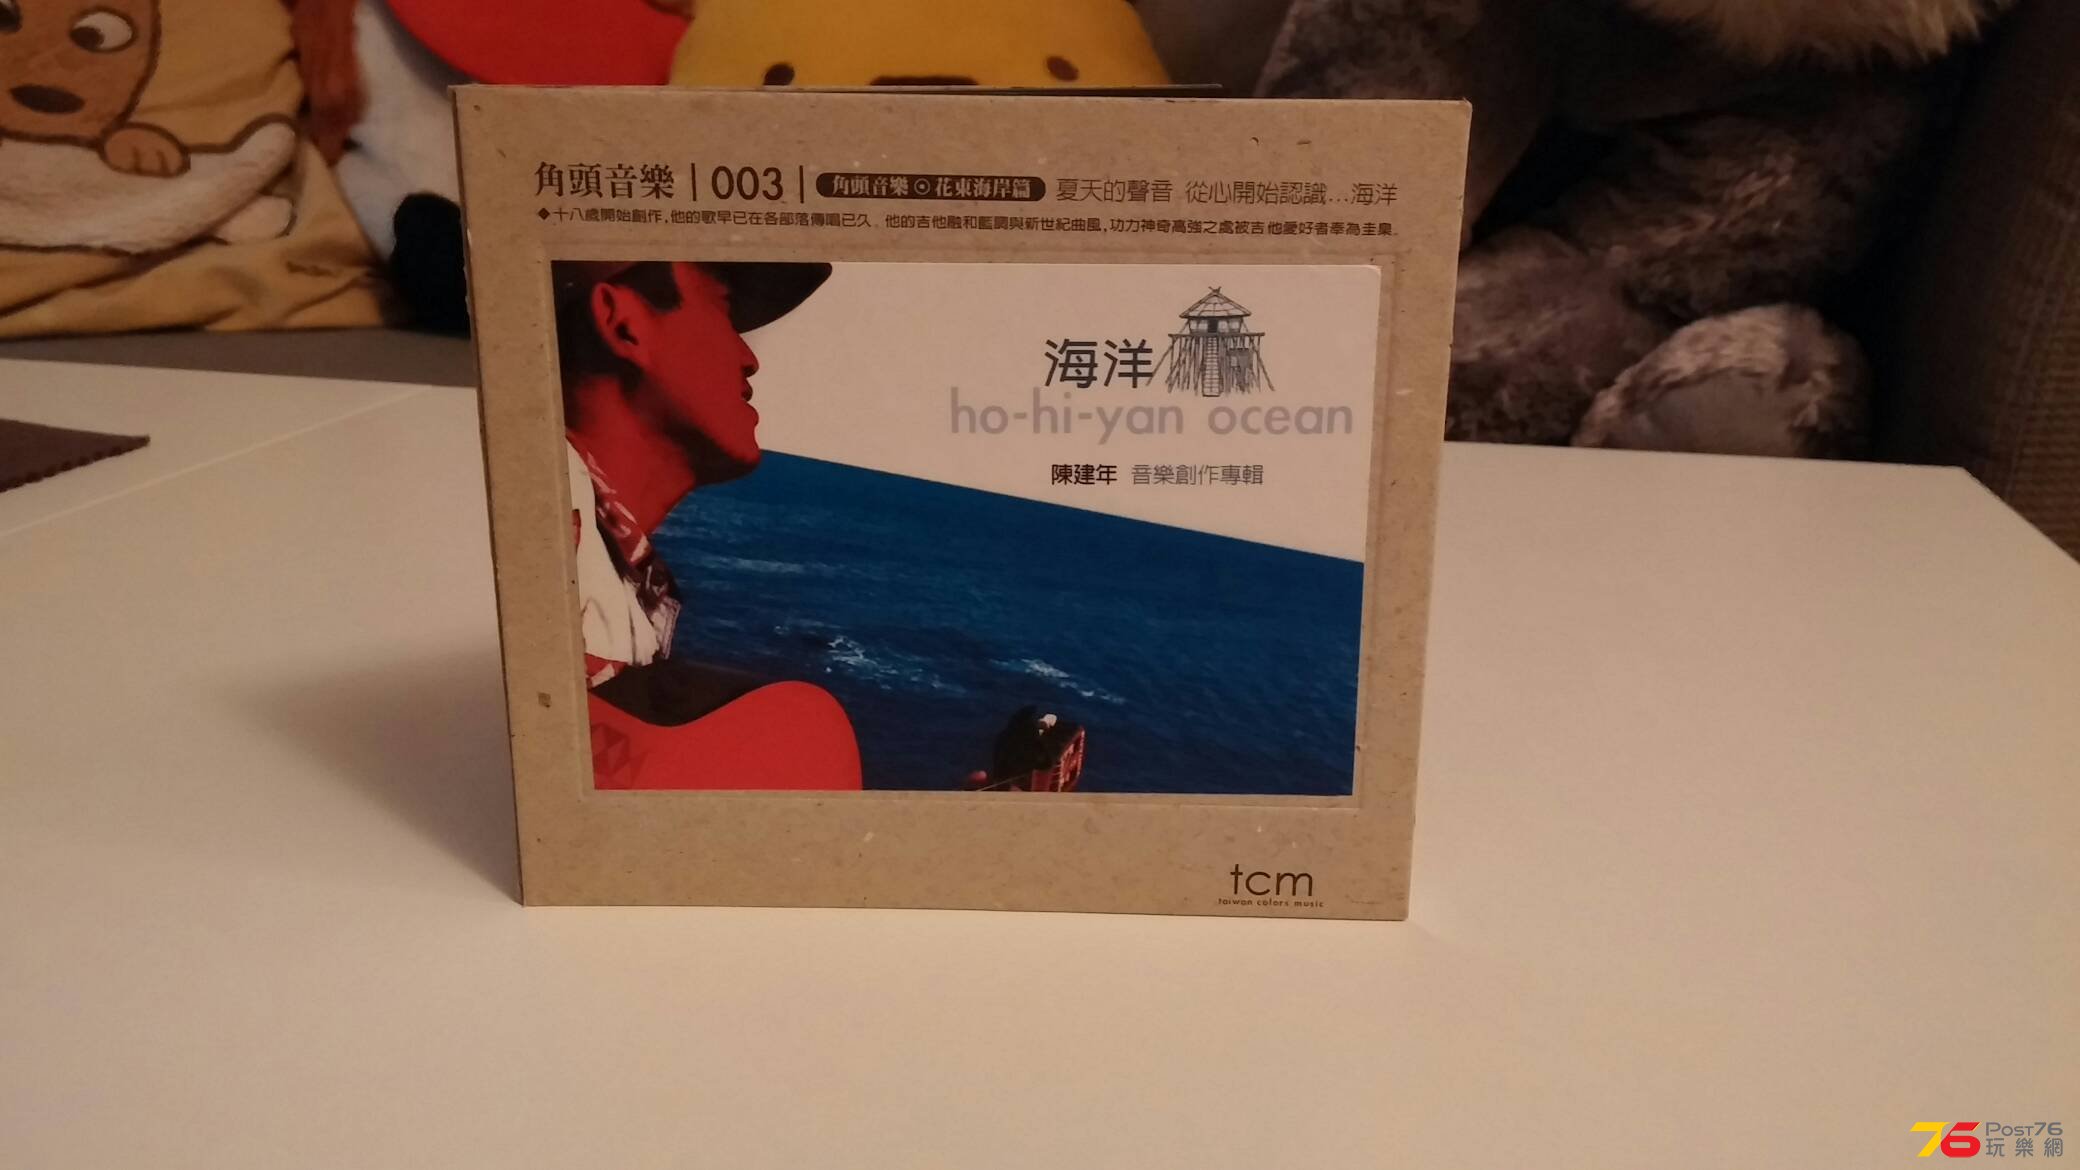 角頭音樂 | 003 | 角頭音樂 ⊙ 花東海岸篇 夏天的聲音 從心開始認識...海洋
◆十八歲開始創作,他的歌早已在各部落傳唱已久。他的吉他融和藍調與新世紀曲風,功力神奇高強之處被吉他愛好者奉為圭臬。
海洋
ho-hi-yan ocean
陳建年 音樂創作專輯
tcm
taiwan colors music
76 Post76
玩樂網